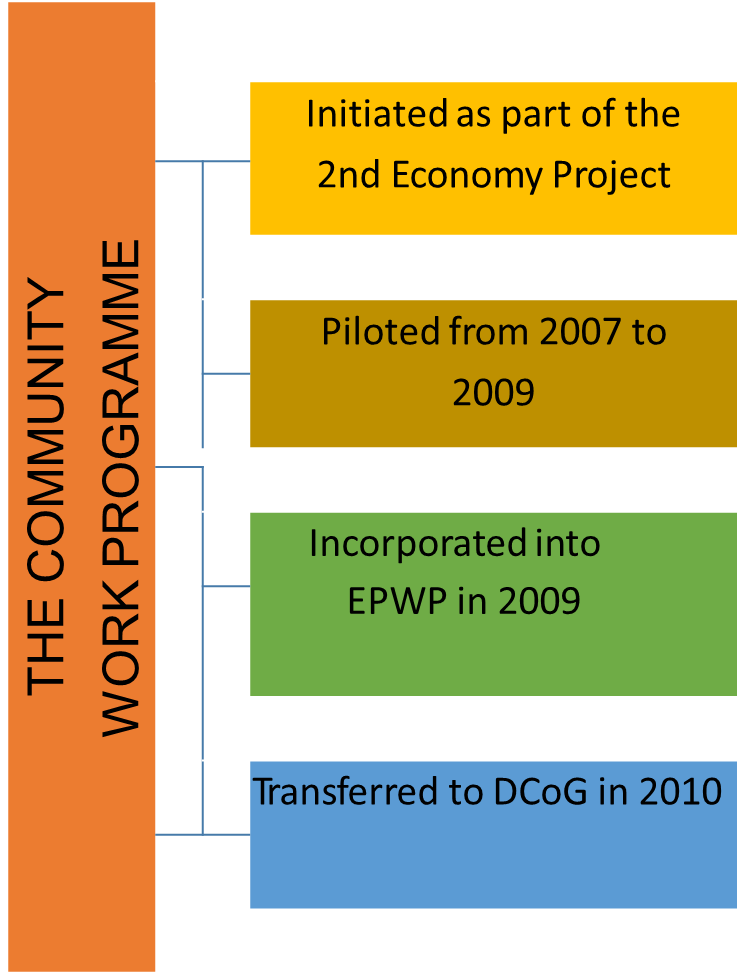 THE COMMUNITY
WORK PROGRAMME
Initiated as part of the
2nd Economy Project
Piloted from 2007 to
2009
Incorporated into
EPWP in 2009
Transferred to DCoG in 2010